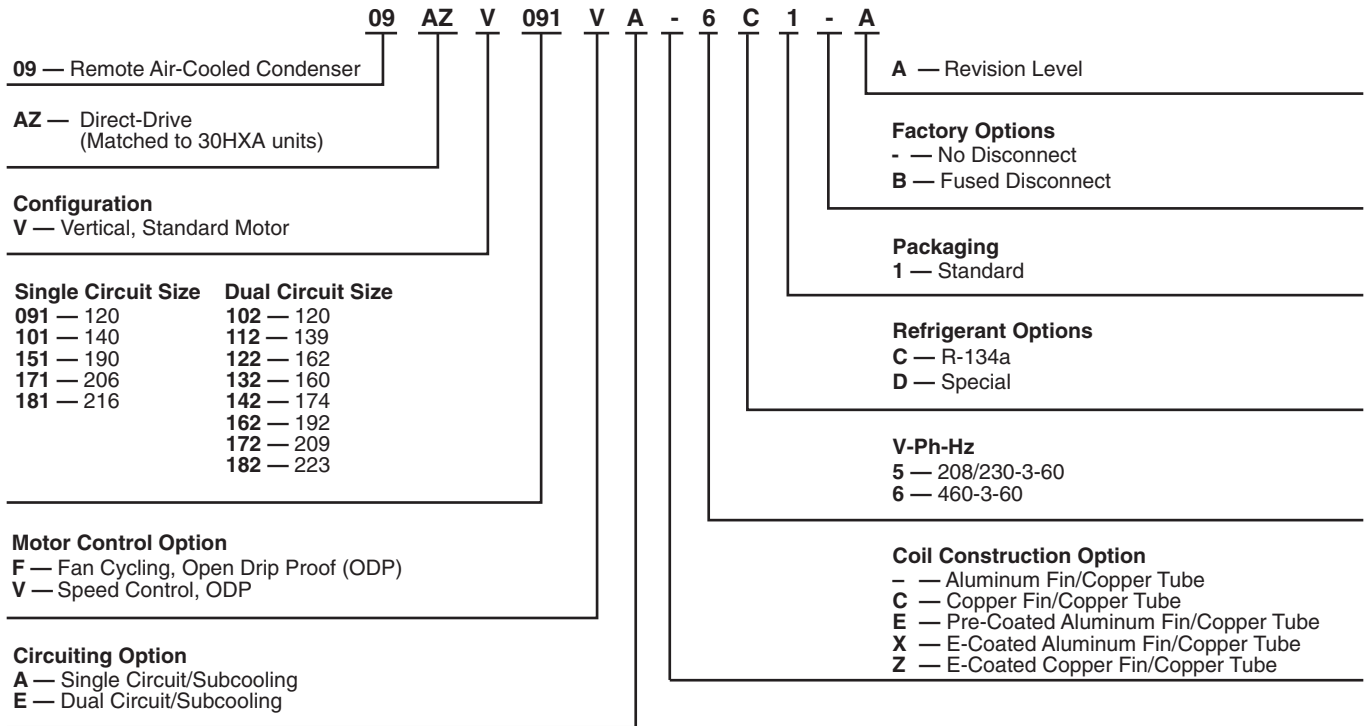 09 AZ V 091 V A - 6 C 1 - A
09 — Remote Air-Cooled Condenser
AZ — Direct-Drive
(Matched to 30HXA units)
Configuration
V — Vertical, Standard Motor
Single Circuit Size Dual Circuit Size
091 — 120 102 — 120
101 — 140 112 — 139
151 — 190 122 — 162
171 — 206 132 — 160
181 — 216 142 — 174
162 — 192
172 — 209
182 — 223
Motor Control Option
F — Fan Cycling, Open Drip Proof (ODP)
V — Speed Control, ODP
Circuiting Option
A — Single Circuit/Subcooling
E — Dual Circuit/Subcooling
A — Revision Level
Factory Options
- — No Disconnect
B — Fused Disconnect
Packaging
1 — Standard
Refrigerant Options
C — R-134a
D — Special
V-Ph-Hz
5 — 208/230-3-60
6 — 460-3-60
Coil Construction Option
– — Aluminum Fin/Copper Tube
C — Copper Fin/Copper Tube
E — Pre-Coated Aluminum Fin/Copper Tube
X — E-Coated Aluminum Fin/Copper Tube
Z — E-Coated Copper Fin/Copper Tube